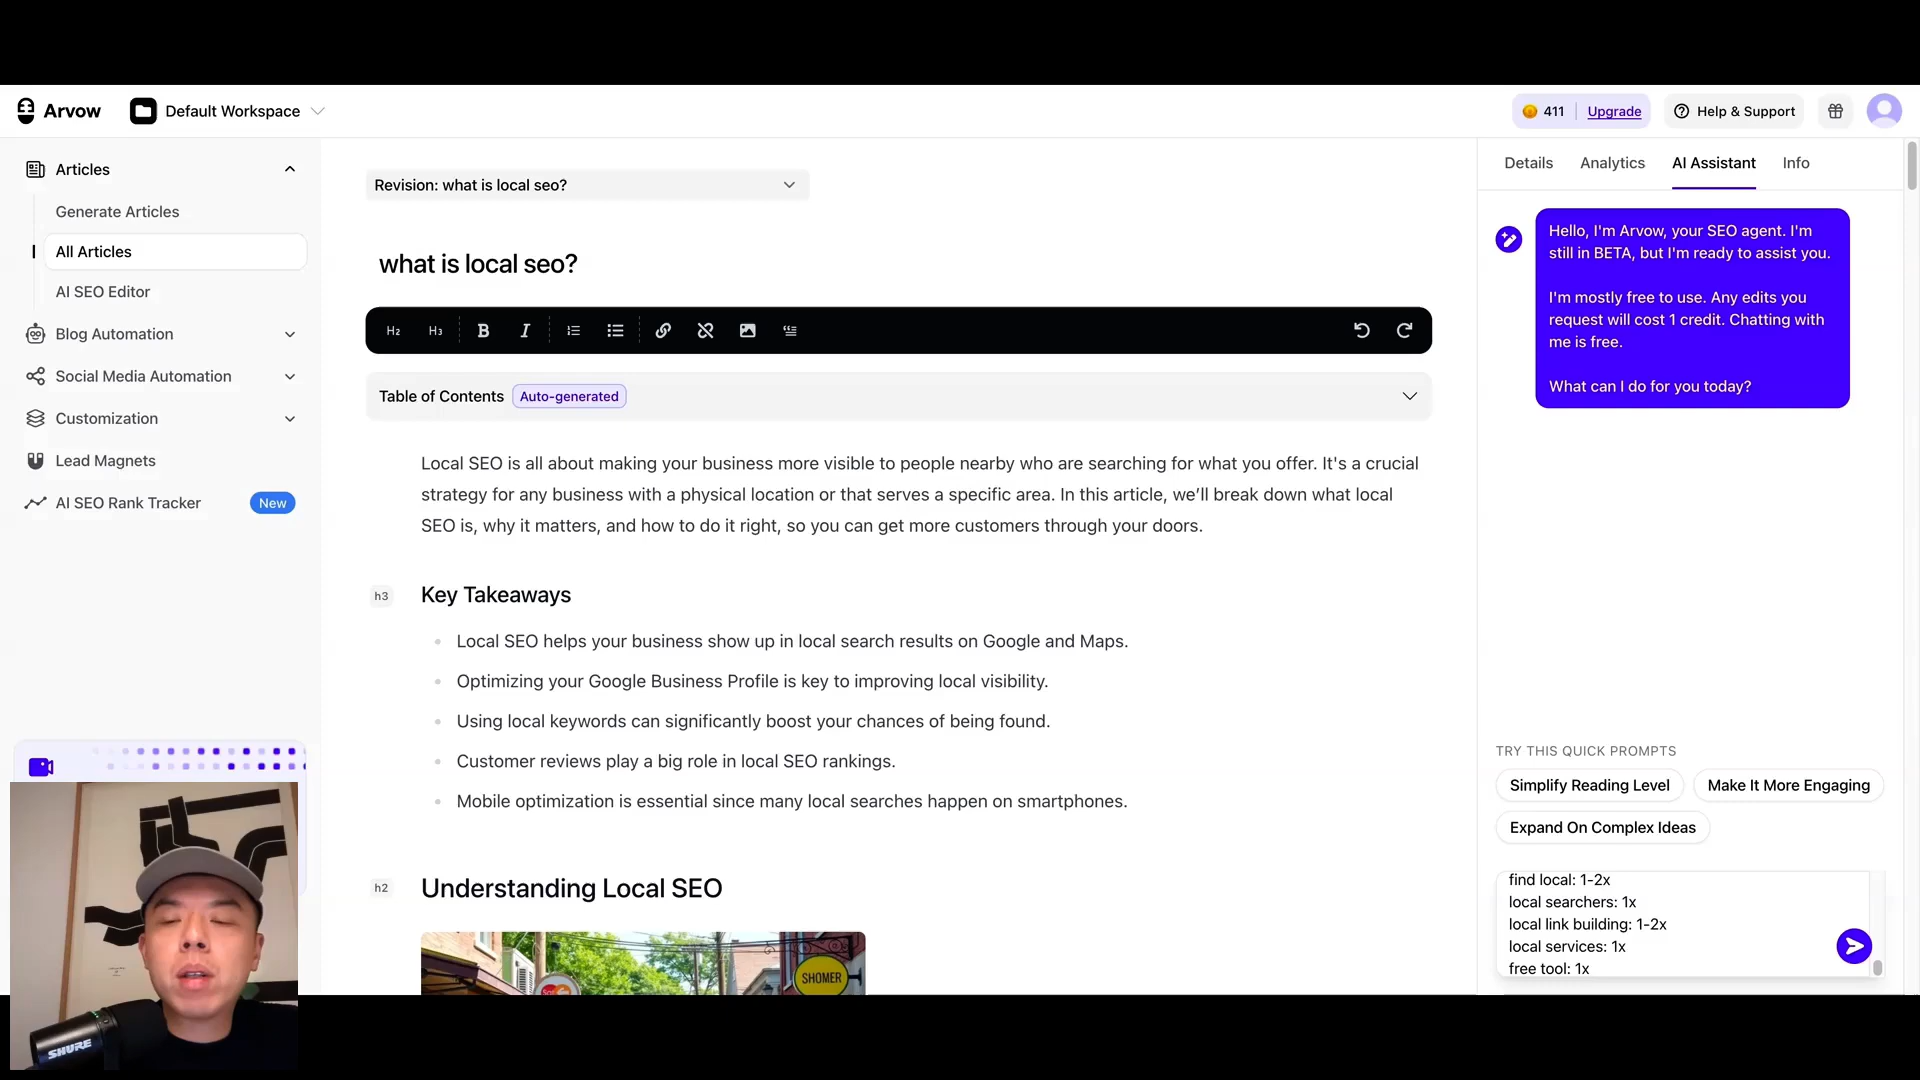 Arvow
Default Workspace
411
Upgrade
Help & Support
Articles
Generate Articles
All Articles
AI SEO Editor
Blog Automation
Social Media Automation
Customization
Lead Magnets
AI SEO Rank Tracker
New
SHURE
Revision: what is local seo?
what is local seo?
H2
H3
B
I
Table of Contents
Auto-generated
Local SEO is all about making your business more visible to people nearby who are searching for what you offer. It's a crucial
strategy for any business with a physical location or that serves a specific area. In this article, we’ll break down what local
SEO is, why it matters, and how to do it right, so you can get more customers through your doors.
h3
Key Takeaways
Local SEO helps your business show up in local search results on Google and Maps.
Optimizing your Google Business Profile is key to improving local visibility.
Using local keywords can significantly boost your chances of being found.
Customer reviews play a big role in local SEO rankings.
Mobile optimization is essential since many local searches happen on smartphones.
h2
Understanding Local SEO
SHOMER
Details
Analytics
AI Assistant
Info
Hello, I'm Arvow, your SEO agent. I'm
still in BETA, but I'm ready to assist you.
I'm mostly free to use. Any edits you
request will cost 1 credit. Chatting with
me is free.
What can I do for you today?
TRY THIS QUICK PROMPTS
Simplify Reading Level
Make It More Engaging
Expand On Complex Ideas
find local: 1-2x
local searchers: 1x
local link building: 1-2x
local services: 1x
free tool: 1x